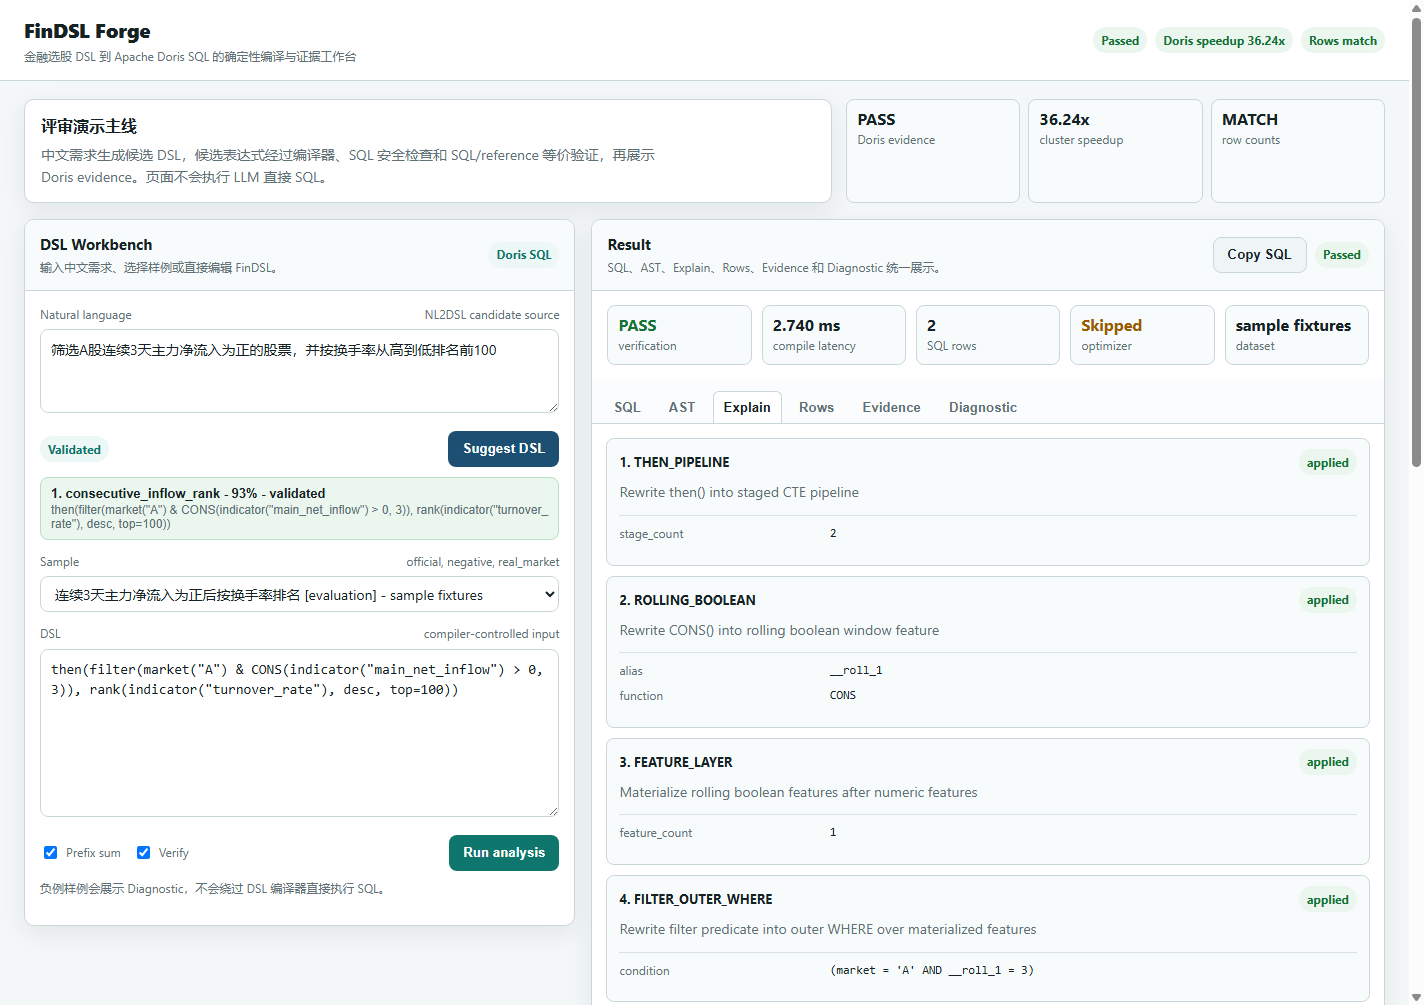 FinDSL Forge
金融选股 DSL 到 Apache Doris SQL 的确定性编译与证据工作台
Passed
Doris speedup 36.24x
Rows match
评审演示主线
中文需求生成候选 DSL，候选表达式经过编译器、SQL 安全检查和 SQL/reference 等价验证，再展示
Doris evidence。页面不会执行 LLM 直接 SQL。
PASS
Doris evidence
36.24x
cluster speedup
MATCH
row counts
DSL Workbench
输入中文需求、选择样例或直接编辑 FinDSL。
Doris SQL
Natural language
NL2DSL candidate source
筛选A股连续3天主力净流入为正的股票，并按换手率从高到低排名前100
Validated
Suggest DSL
1. consecutive_inflow_rank - 93% - validated
then(filter(market("A") & CONS(indicator("main_net_inflow") > 0, 3)), rank(indicator("turnover_
rate"), desc, top=100))
Sample
official, negative, real_market
连续3天主力净流入为正后按换手率排名 [evaluation] - sample fixtures
DSL
compiler-controlled input
then(filter(market("A") & CONS(indicator("main_net_inflow") > 0,
3)), rank(indicator("turnover_rate"), desc, top=100))
Prefix sum
Verify
Run analysis
负例样例会展示 Diagnostic，不会绕过 DSL 编译器直接执行 SQL。
Result
SQL、AST、Explain、Rows、Evidence 和 Diagnostic 统一展示。
Copy SQL
Passed
PASS
verification
2.740 ms
compile latency
2
SQL rows
Skipped
optimizer
sample fixtures
dataset
SQL
AST
Explain
Rows
Evidence
Diagnostic
1. THEN_PIPELINE
applied
Rewrite then() into staged CTE pipeline
stage_count
2
2. ROLLING_BOOLEAN
applied
Rewrite CONS() into rolling boolean window feature
alias
__roll_1
function
CONS
3. FEATURE_LAYER
applied
Materialize rolling boolean features after numeric features
feature_count
1
4. FILTER_OUTER_WHERE
applied
Rewrite filter predicate into outer WHERE over materialized features
condition
(market = 'A' AND __roll_1 = 3)